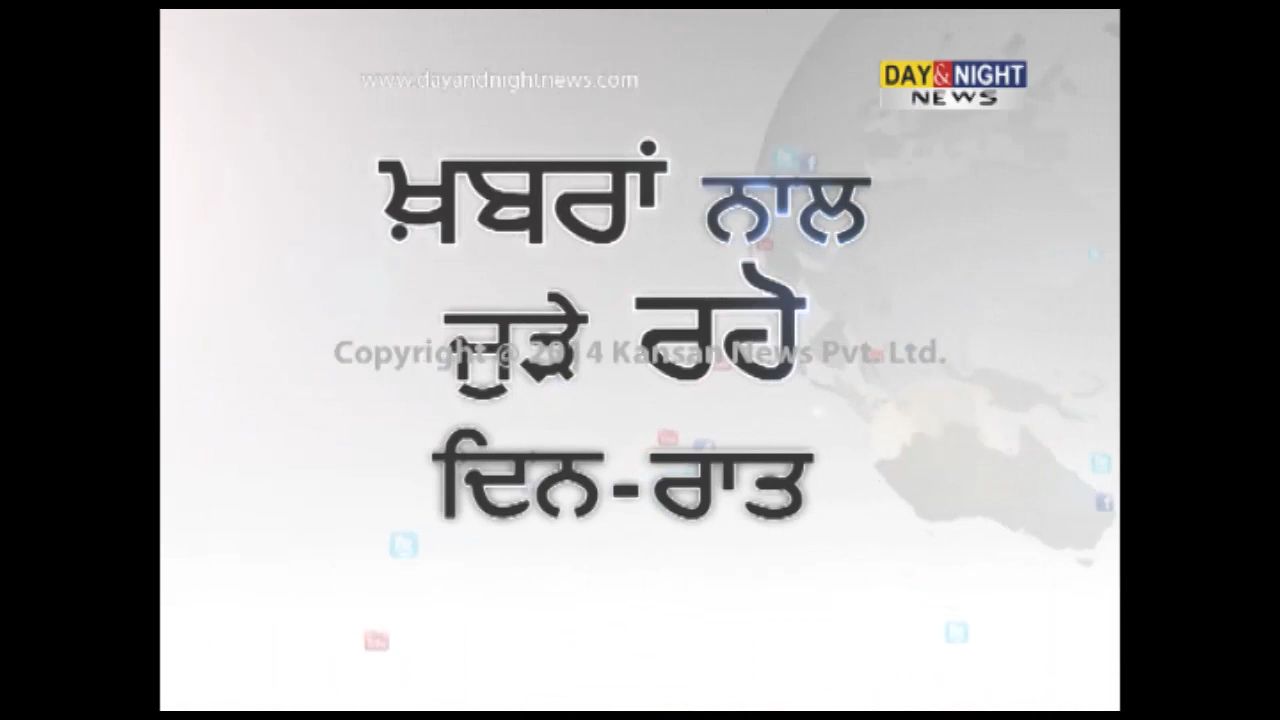 www.dayandnightnews.com
DAY&NIGHT
NEWS
ਖ਼ਬਰਾਂ ਨਾਲ
ਜੁੜੇ ਰਹੋ
Copyright @ 2014 Kansan News Pvt. Ltd.
ਦਿਨ-ਰਾਤ